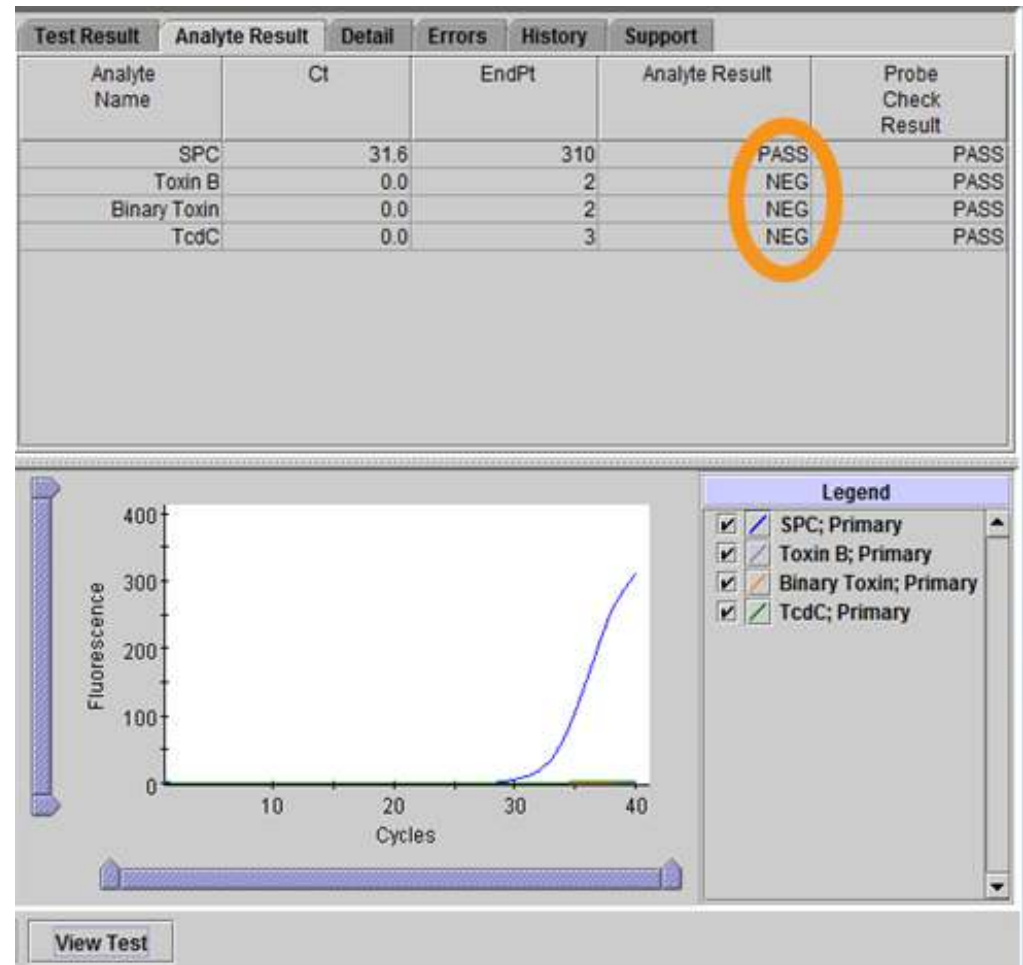 Test Result Analyte Result Detail Errors History Support
Analyte Name Ct EndPt Analyte Result Probe Check Result
SPC 31.6 310 PASS PASS
Toxin B 0.0 2 NEG PASS
Binary Toxin 0.0 2 NEG PASS
TcdC 0.0 3 NEG PASS
400
300
200
100
0
Fluorescence
10 20 30 40
Cycles
Legend
SPC; Primary
Toxin B; Primary
Binary Toxin; Primary
TcdC; Primary
View Test